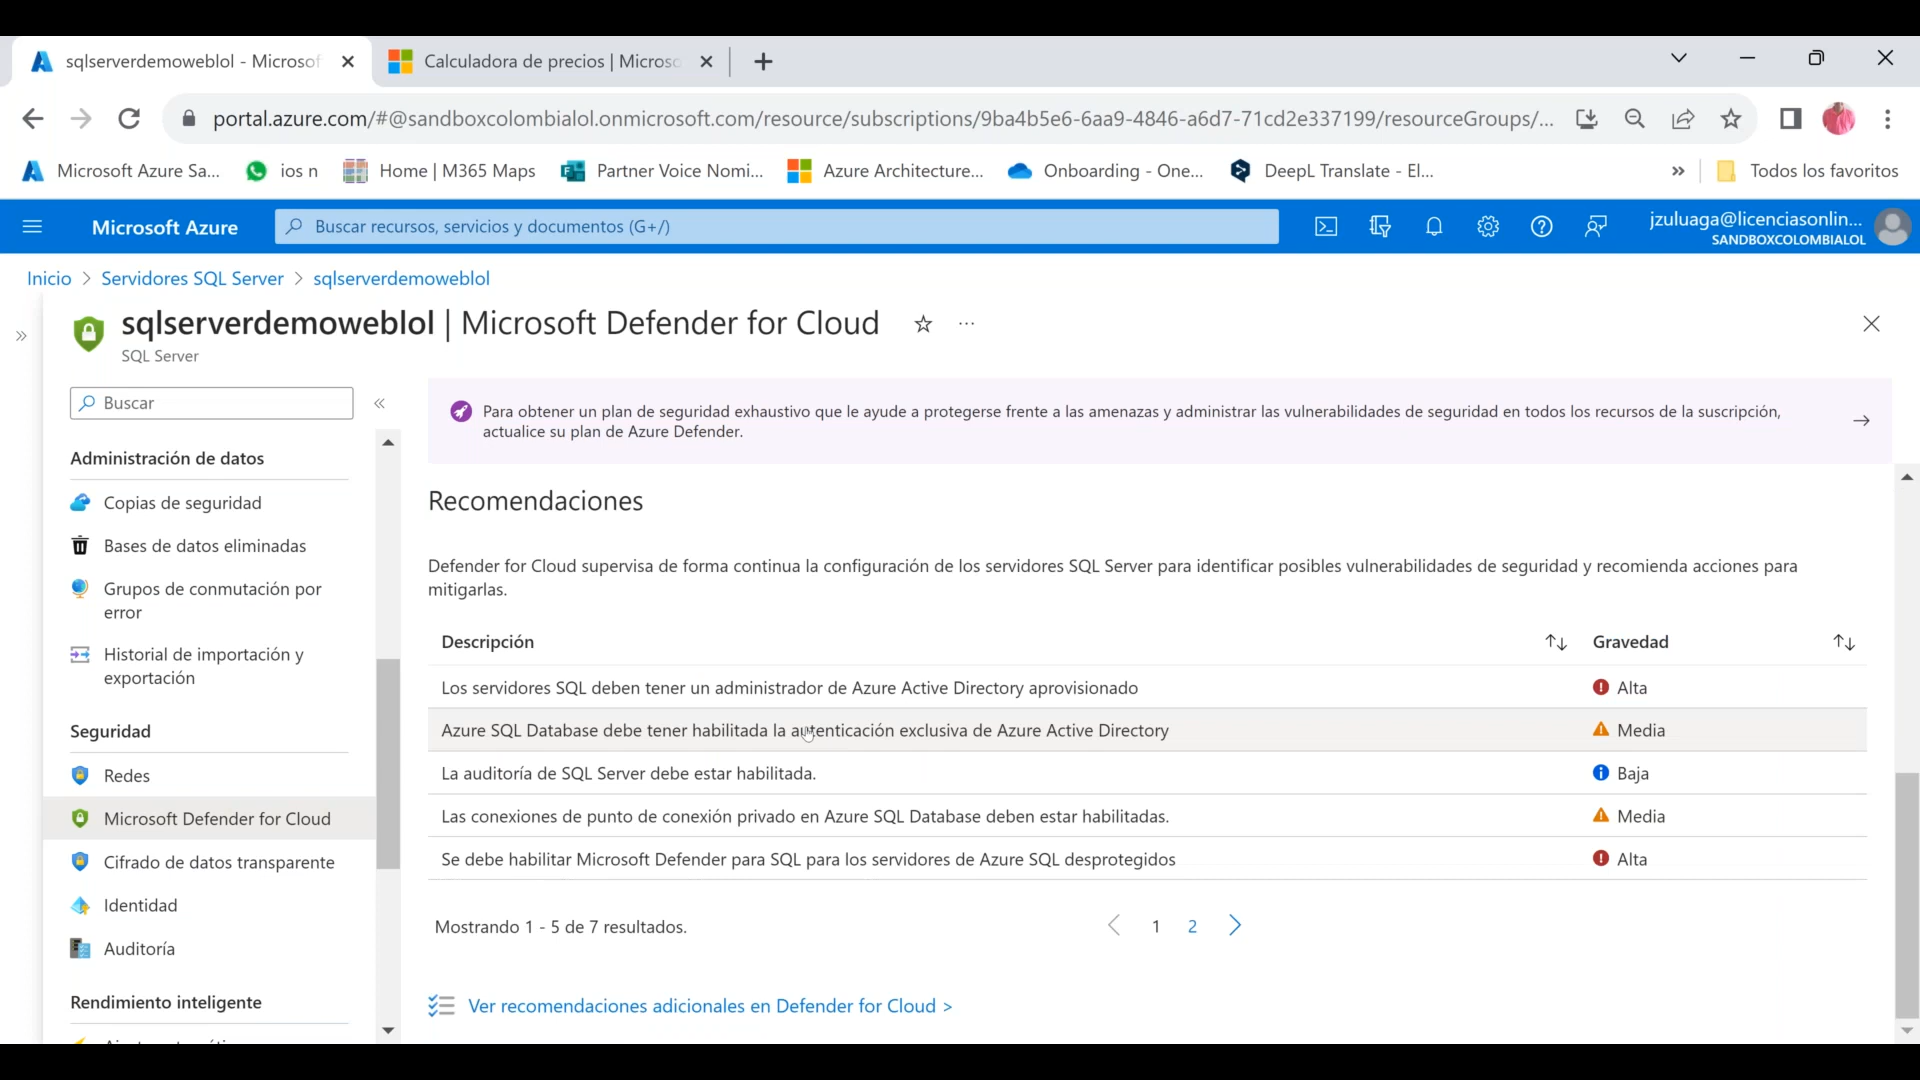 sqlserverdemoweblol - Microsof
Calculadora de precios | Micros
portal.azure.com/#@sandboxcolombialol.onmicrosoft.com/resource/subscriptions/9ba4b5e6-6aa9-4846-a6d7-71cd2e337199/resourceGroups/...
Microsoft Azure Sa...
ios n
Home | M365 Maps
Partner Voice Nomi...
Azure Architecture...
Onboarding - One...
DeepL Translate - El...
»
Todos los favoritos
Microsoft Azure
Buscar recursos, servicios y documentos (G+/)
jzuluaga@licenciasonlin...
SANDBOXCOLOMBIALOL
Inicio > Servidores SQL Server > sqlserverdemoweblol
sqlserverdemoweblol | Microsoft Defender for Cloud
SQL Server
Buscar
Administración de datos
Copias de seguridad
Bases de datos eliminadas
Grupos de conmutación por
error
Historial de importación y
exportación
Seguridad
Redes
Microsoft Defender for Cloud
Cifrado de datos transparente
Identidad
Auditoría
Rendimiento inteligente
Para obtener un plan de seguridad exhaustivo que le ayude a protegerse frente a las amenazas y administrar las vulnerabilidades de seguridad en todos los recursos de la suscripción,
actualice su plan de Azure Defender.
Recomendaciones
Defender for Cloud supervisa de forma continua la configuración de los servidores SQL Server para identificar posibles vulnerabilidades de seguridad y recomienda acciones para
mitigarlas.
Descripción
Gravedad
Los servidores SQL deben tener un administrador de Azure Active Directory aprovisionado
Alta
Azure SQL Database debe tener habilitada la autenticación exclusiva de Azure Active Directory
Media
La auditoría de SQL Server debe estar habilitada.
Baja
Las conexiones de punto de conexión privado en Azure SQL Database deben estar habilitadas.
Media
Se debe habilitar Microsoft Defender para SQL para los servidores de Azure SQL desprotegidos
Alta
Mostrando 1 - 5 de 7 resultados.
1 2
Ver recomendaciones adicionales en Defender for Cloud >